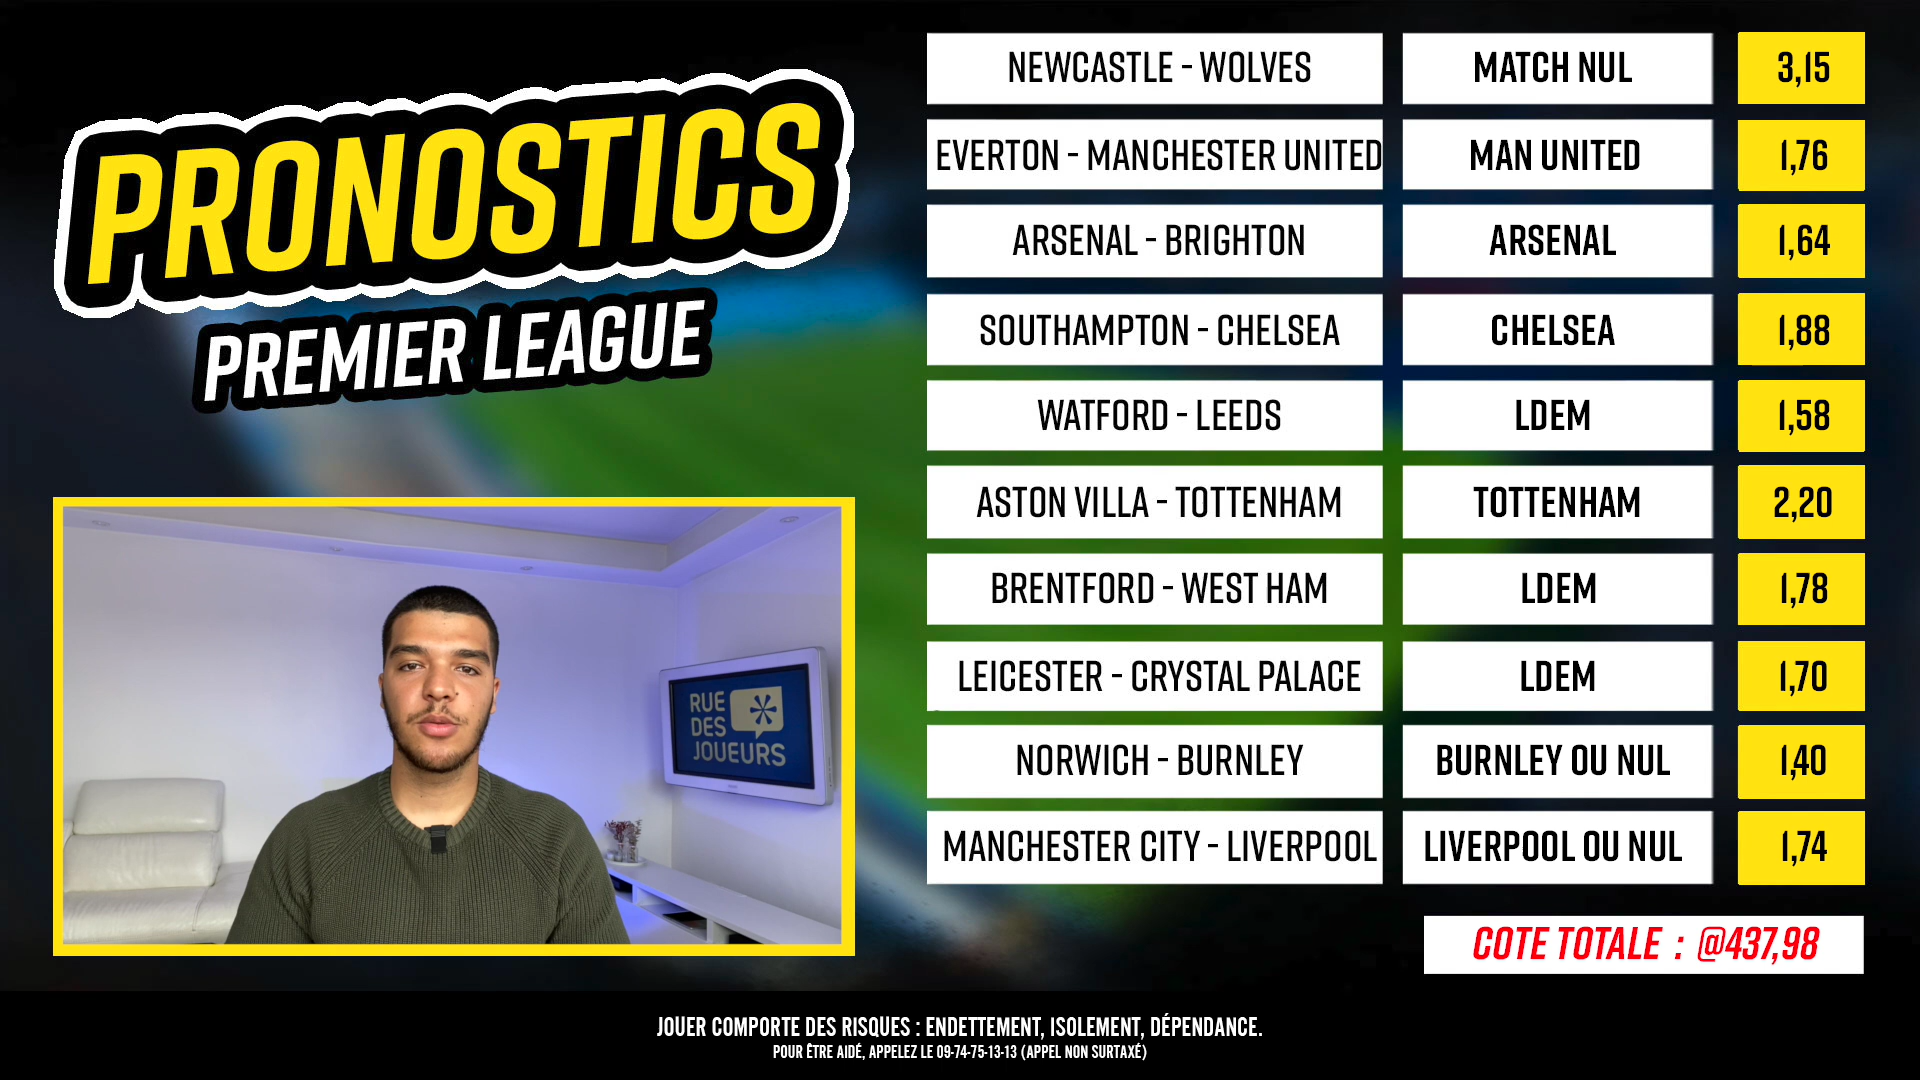 PRONOSTICS
PREMIER LEAGUE
NEWCASTLE - WOLVES MATCH NUL 3,15
EVERTON - MANCHESTER UNITED MAN UNITED 1,76
ARSENAL - BRIGHTON ARSENAL 1,64
SOUTHAMPTON - CHELSEA CHELSEA 1,88
WATFORD - LEEDS LDEM 1,58
ASTON VILLA - TOTTENHAM TOTTENHAM 2,20
BRENTFORD - WEST HAM LDEM 1,78
LEICESTER - CRYSTAL PALACE LDEM 1,70
NORWICH - BURNLEY BURNLEY OU NUL 1,40
MANCHESTER CITY - LIVERPOOL LIVERPOOL OU NUL 1,74
COTE TOTALE : @437,98
RUE
DES
JOUEURS
JOUER COMPORTE DES RISQUES : ENDETTEMENT, ISOLEMENT, DÉPENDANCE.
POUR ÊTRE AIDÉ, APPELEZ LE 09-74-75-13-13 (APPEL NON SURTAXÉ)